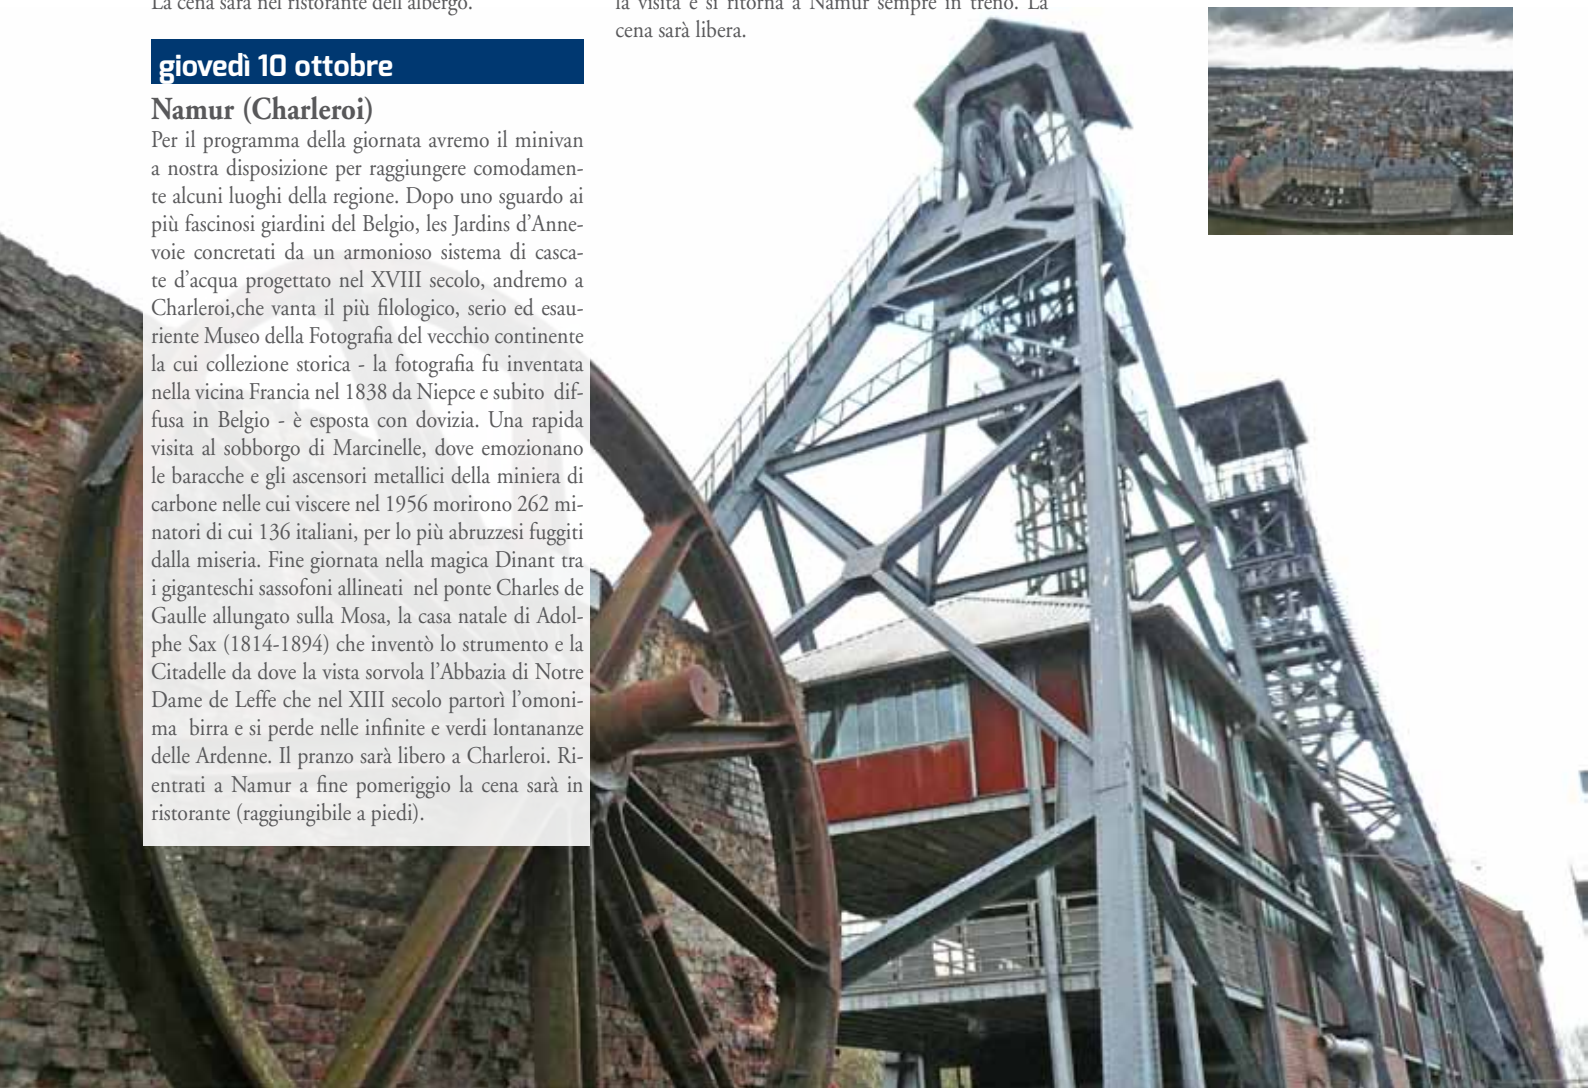 La cena sarà nel ristorante dell'albergo.
giovedì 10 ottobre
Namur (Charleroi)
Per il programma della giornata avremo il minivan
a nostra disposizione per raggiungere comodamen-
te alcuni luoghi della regione. Dopo uno sguardo ai
più fascinosi giardini del Belgio, les Jardins d'Anne-
voie concretati da un armonioso sistema di casca-
te d'acqua progettato nel XVIII secolo, andremo a
Charleroi,che vanta il più filologico, serio ed esau-
riente Museo della Fotografia del vecchio continente
la cui collezione storica - la fotografia fu inventata
nella vicina Francia nel 1838 da Niepce e subito  dif-
fusa in Belgio - è esposta con dovizia. Una rapida
visita al sobborgo di Marcinelle, dove emozionano
le baracche e gli ascensori metallici della miniera di
carbone nelle cui viscere nel 1956 morirono 262 mi-
natori di cui 136 italiani, per lo più abruzzesi fuggiti
dalla miseria. Fine giornata nella magica Dinant tra
i giganteschi sassofoni allineati  nel ponte Charles de
Gaulle allungato sulla Mosa, la casa natale di Adol-
phe Sax (1814-1894) che inventò lo strumento e la
Citadelle da dove la vista sorvola l'Abbazia di Notre
Dame de Leffe che nel XIII secolo partorì l'omoni-
ma  birra e si perde nelle infinite e verdi lontananze
delle Ardenne. Il pranzo sarà libero a Charleroi. Ri-
entrati a Namur a fine pomeriggio la cena sarà in
ristorante (raggiungibile a piedi).
la visita e si ritorna a Namur sempre in treno. La
cena sarà libera.